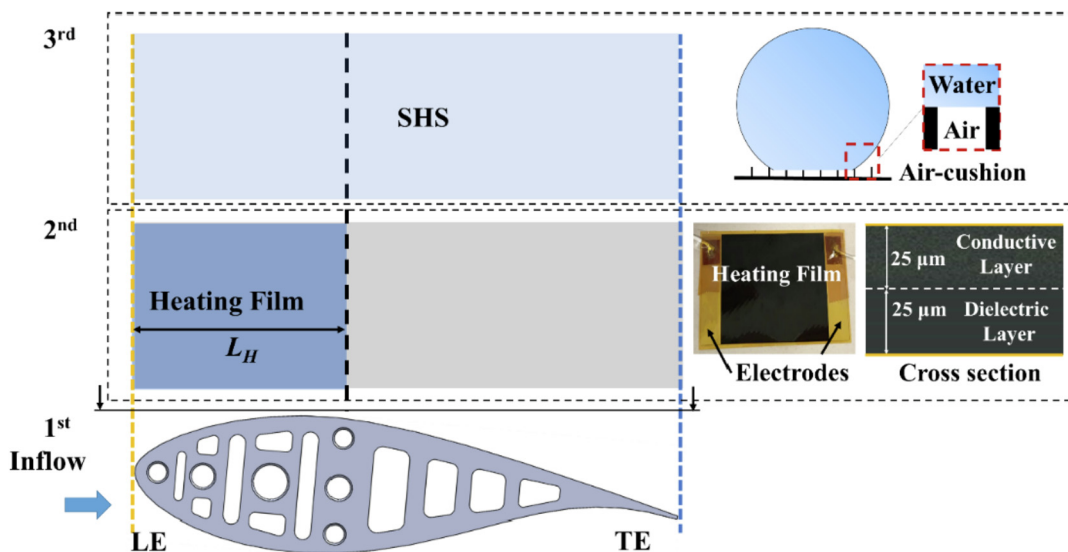 3rd
SHS
Water
Air
Air-cushion
2nd
Heating Film
L_H
Heating Film
Electrodes
25 µm
Conductive
Layer
25 µm
Dielectric
Layer
Cross section
1st
Inflow
LE
TE